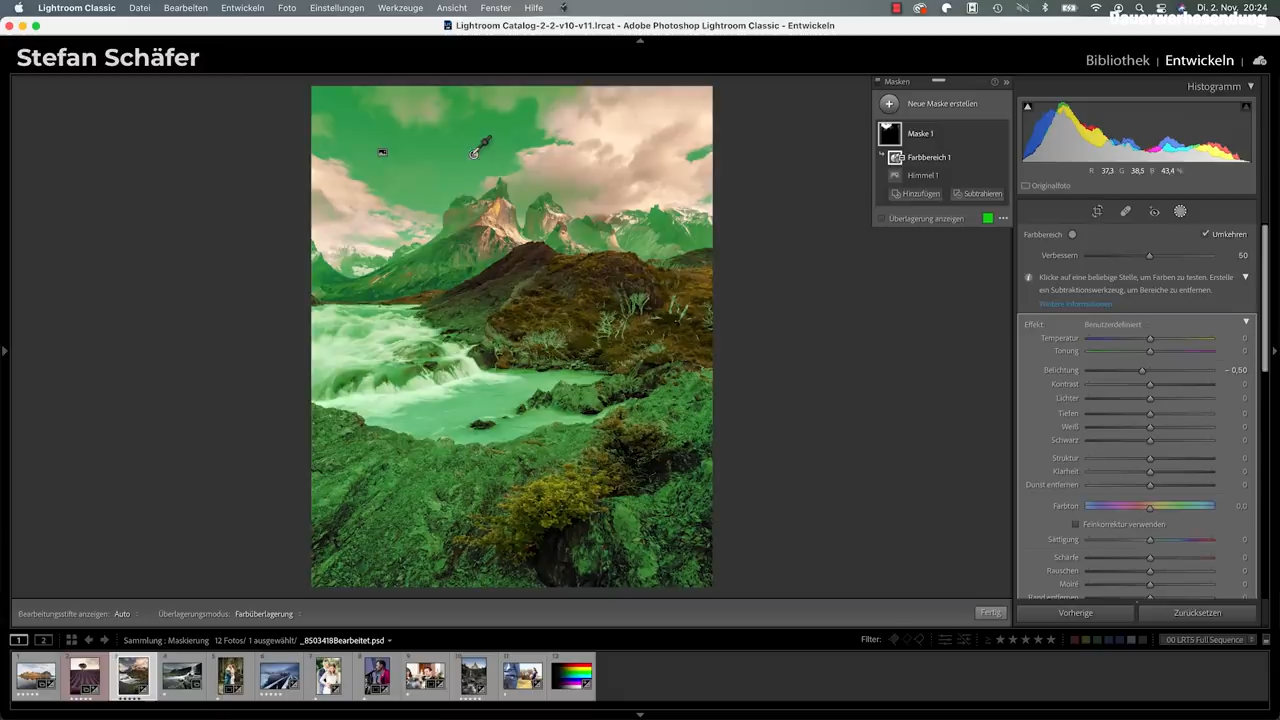 Lightroom Classic Datei Bearbeiten Entwickeln Foto Einstellungen Werkzeuge Ansicht Fenster Hilfe Di. 2. Nov. 20:24
Dauerwerbesendung
Lightroom Catalog-2-2-v10-v11.lrcat - Adobe Photoshop Lightroom Classic - Entwickeln
Stefan Schäfer
Bibliothek | Entwickeln
Masken
Neue Maske erstellen
Maske 1
Farbbereich 1
Himmel 1
Hinzufügen Subtrahieren
Überlagerung anzeigen
Histogramm
R 37,3 G 38,5 B 43,4 %
Originalfoto
Farbbereich Umkehren
Verbessern 50
Klicke auf eine beliebige Stelle, um Farben zu testen. Erstelle
ein Subtraktionswerkzeug, um Bereiche zu entfernen.
Weitere Informationen
Effekt Benutzerdefiniert
Temperatur 0
Tonung 0
Belichtung – 0,50
Kontrast 0
Lichter 0
Tiefen 0
Weiß 0
Schwarz 0
Struktur 0
Klarheit 0
Dunst entfernen 0
Farbton 0,0
Feinkorrektur verwenden
Sättigung 0
Schärfe 0
Rauschen 0
Moiré 0
Rand entfernen 0
Vorherige Zurücksetzen
Bearbeitungsstifte anzeigen: Auto Überlagerungsmodus: Farbüberlagerung Fertig
1 2 Sammlung : Maskierung 12 Fotos/ 1 ausgewählt/ _8503418Bearbeitet.psd Filter: 00 LRTS Full Sequence